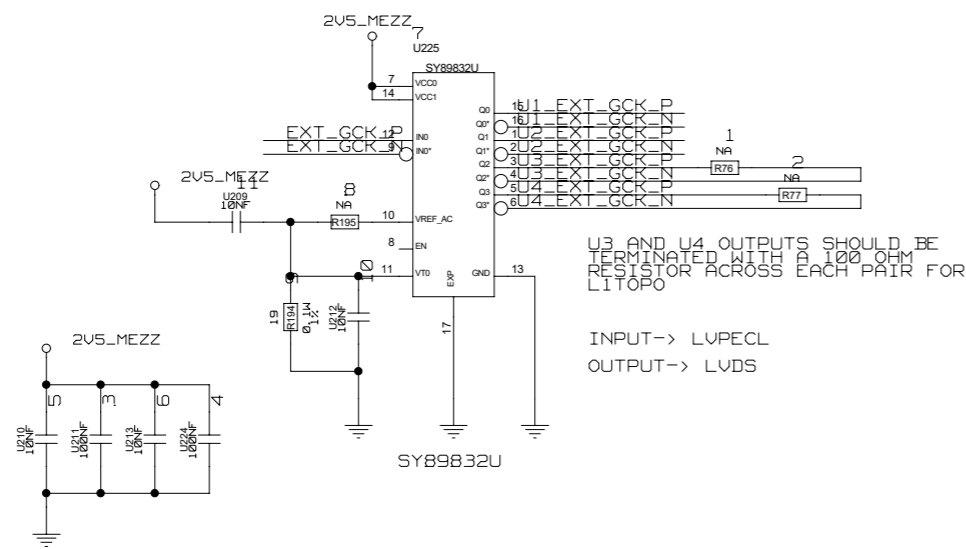 2V5_MEZZ
7
U225
SY89832U
7 VCC0
14 VCC1
EXT_GCK_P 12 IN0
EXT_GCK_N 9 IN0*
Q0 15 U1_EXT_GCK_P
Q0* 16 U1_EXT_GCK_N
Q1 1 U2_EXT_GCK_P
Q1* 2 U2_EXT_GCK_N
Q2 3 U3_EXT_GCK_P
Q2* 4 U3_EXT_GCK_N
Q3 5 U4_EXT_GCK_P
Q3* 6 U4_EXT_GCK_N
1
NA
R76
2
NA
R77
2V5_MEZZ
11
U209
10NF
8
NA
R195
10 VREF_AC
8 EN
11 VT0
EXP
17
GND 13
9
19
R194
0.1W
0.1%
10
U212
10NF
U3 AND U4 OUTPUTS SHOULD BE
TERMINATED WITH A 100 OHM
RESISTOR ACROSS EACH PAIR FOR
L1TOPO
INPUT-> LVPECL
OUTPUT-> LVDS
SY89832U
2V5_MEZZ
5
U210
10NF
3
U211
100NF
6
U213
10NF
4
U224
100NF